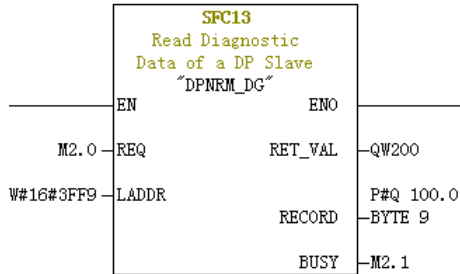 SFC13
Read Diagnostic
Data of a DP Slave
"DPNRM_DG"
EN ENO
M2.0 REQ RET_VAL QW200
W#16#3FF9 LADDR P#Q 100.0
RECORD BYTE 9
BUSY M2.1